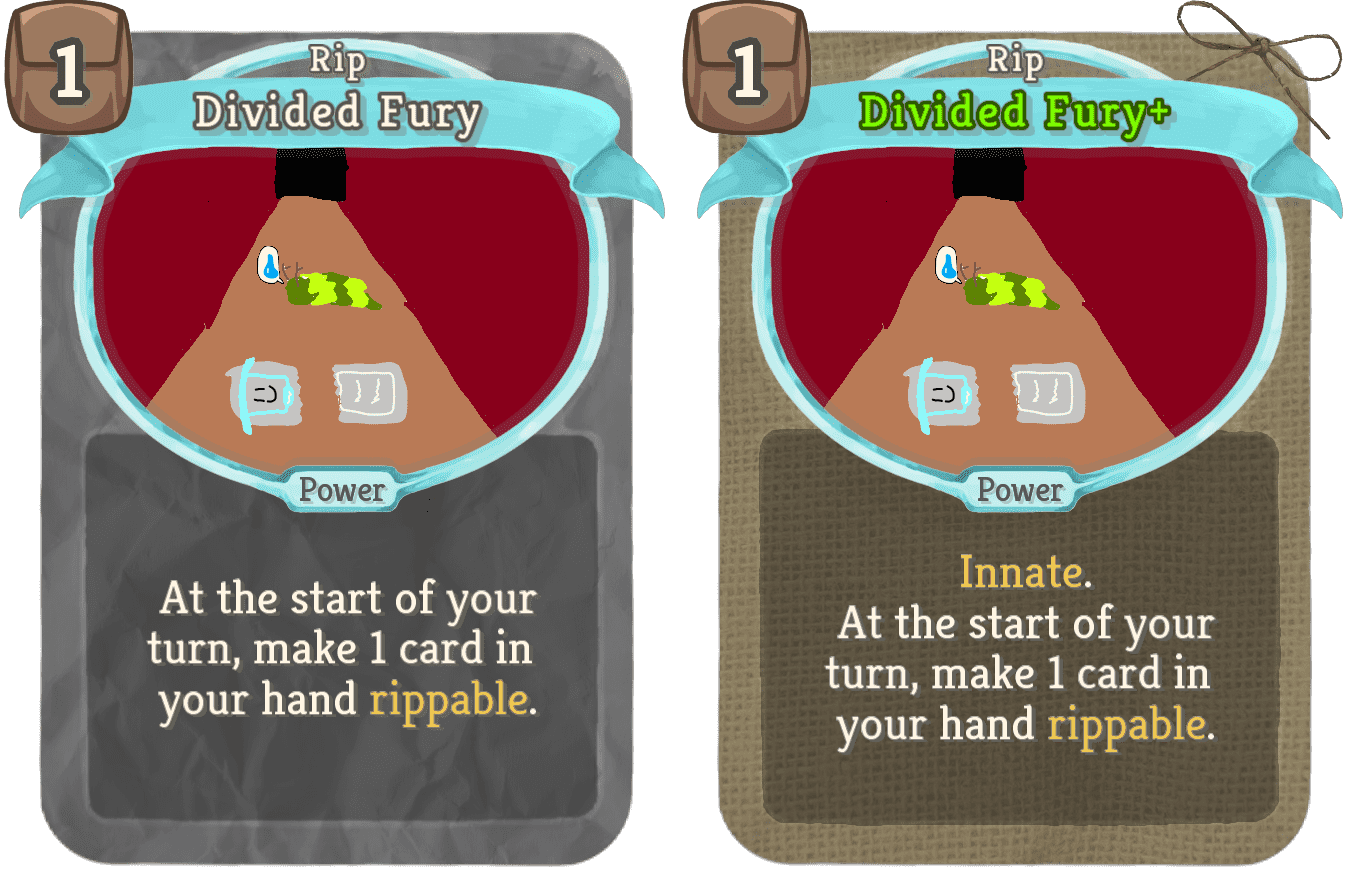 1
Rip
Divided Fury
Power
At the start of your
turn, make 1 card in
your hand rippable.
1
Rip
Divided Fury+
Power
Innate.
At the start of your
turn, make 1 card in
your hand rippable.